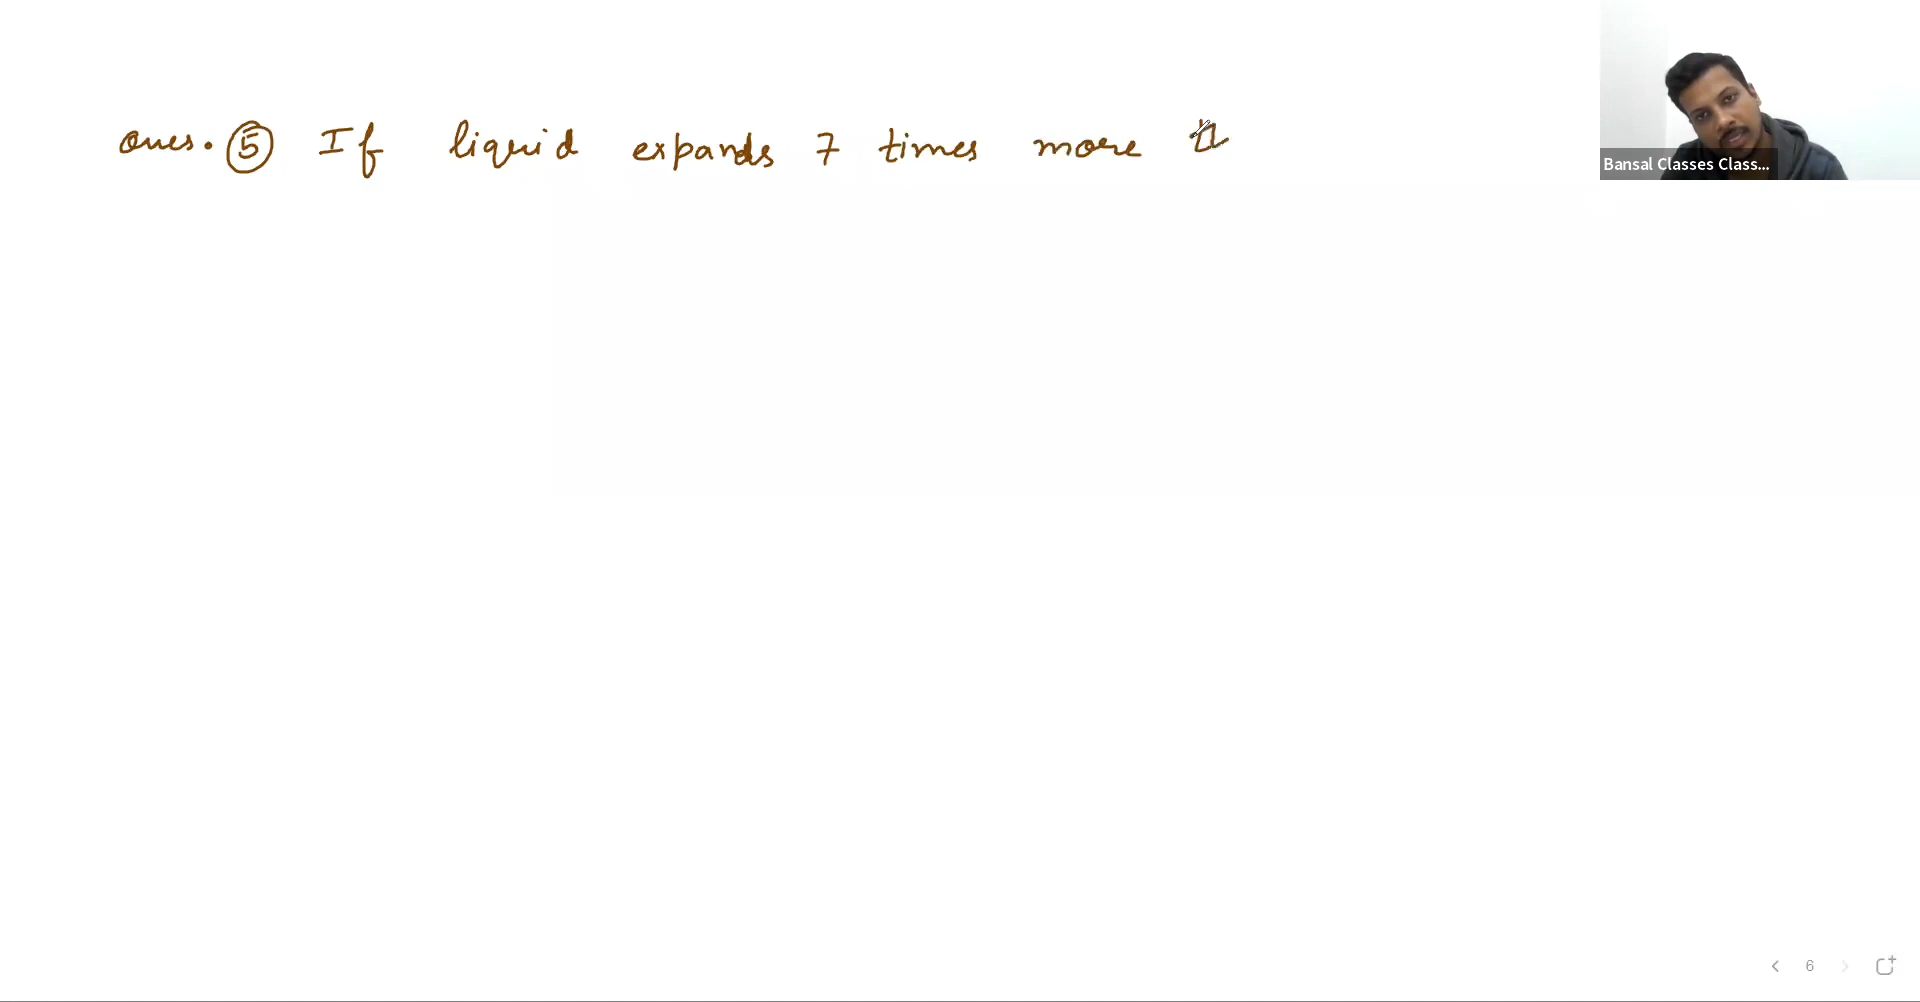 Ques. 5 If liquid expands 7 times more
Bansal Classes Class...
6